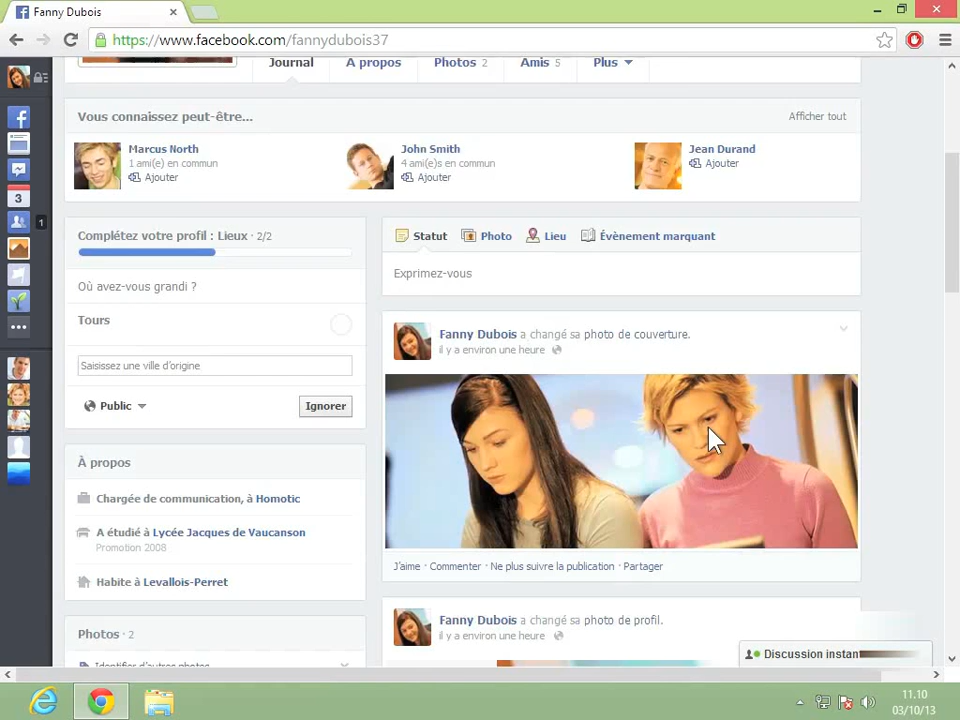 Fanny Dubois
https://www.facebook.com/fannydubois37
Journal
A propos
Photos 2
Amis 5
Plus
Vous connaissez peut-être...
Afficher tout
Marcus North
1 ami(e) en commun
Ajouter
John Smith
4 ami(e)s en commun
Ajouter
Jean Durand
Ajouter
3
1
Complétez votre profil : Lieux · 2/2
Où avez-vous grandi ?
Tours
Saisissez une ville d'origine
Public
Ignorer
À propos
Chargée de communication, à Homotic
A étudié à Lycée Jacques de Vaucanson
Promotion 2008
Habite à Levallois-Perret
Photos · 2
Identifier d'autres photos
Statut
Photo
Lieu
Évènement marquant
Exprimez-vous
Fanny Dubois a changé sa photo de couverture.
il y a environ une heure
J'aime · Commenter · Ne plus suivre la publication · Partager
Fanny Dubois a changé sa photo de profil.
il y a environ une heure
Discussion instan
11.10
03/10/13